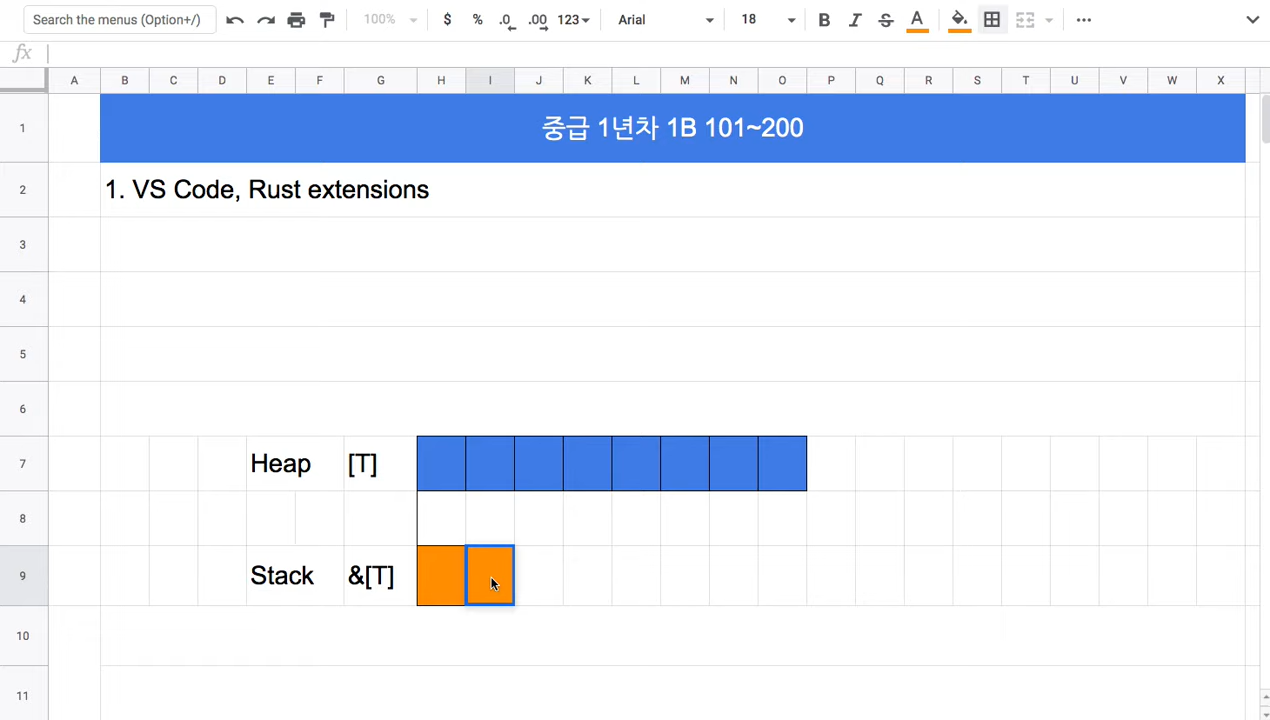 Search the menus (Option+/) 100% $ % .0 .00 123 Arial 18 B I S A
fx
A B C D E F G H I J K L M N O P Q R S T U V W X
1 중급 1년차 1B 101~200
2 1. VS Code, Rust extensions
3
4
5
6
7 Heap [T]
8
9 Stack &[T]
10
11